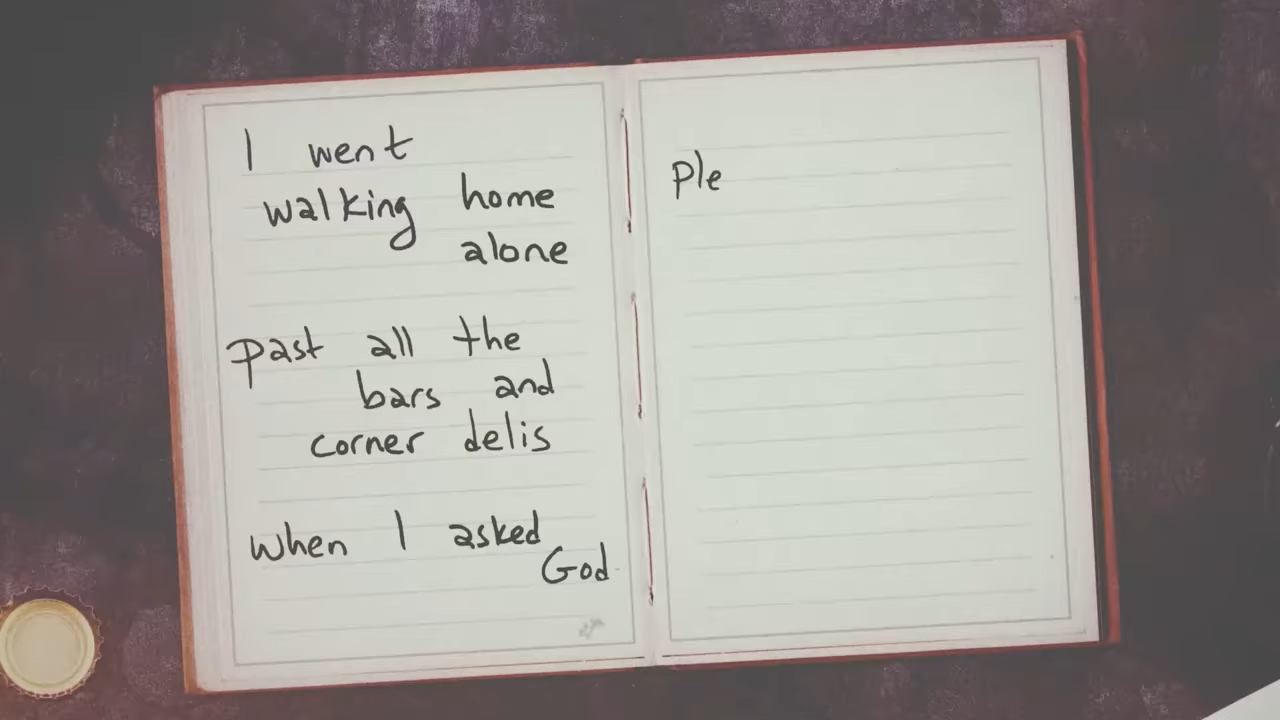 I went
walking home
alone
past all the
bars and
corner delis
when I asked
God
Ple